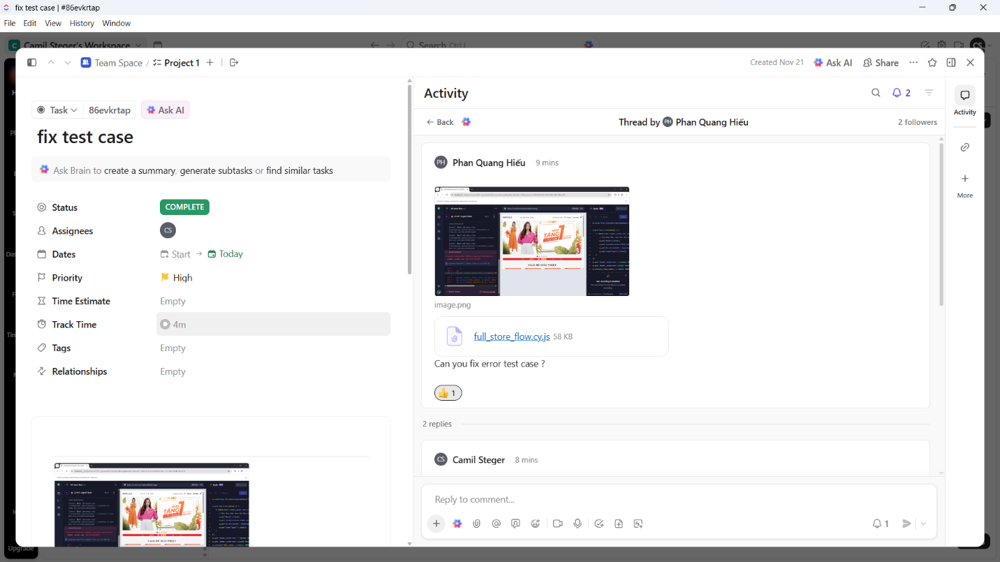 fix test case | #86evkrtap
File Edit View History Window
Camil Steger's Workspace
Search Ctrl
CS
Team Space / Project 1
Created Nov 21 Ask AI Share
Task 86evkrtap Ask AI
fix test case
Ask Brain to create a summary, generate subtasks or find similar tasks
Status COMPLETE
Assignees CS
Dates Start → Today
Priority High
Time Estimate Empty
Track Time 4m
Tags Empty
Relationships Empty
Upgrade
Activity
2
Back
Thread by PH Phan Quang Hiếu
2 followers
PH Phan Quang Hiếu 9 mins
image.png
full_store_flow.cy.js 58 KB
Can you fix error test case ?
👍 1
2 replies
CS Camil Steger 8 mins
Reply to comment...
1
Activity
More